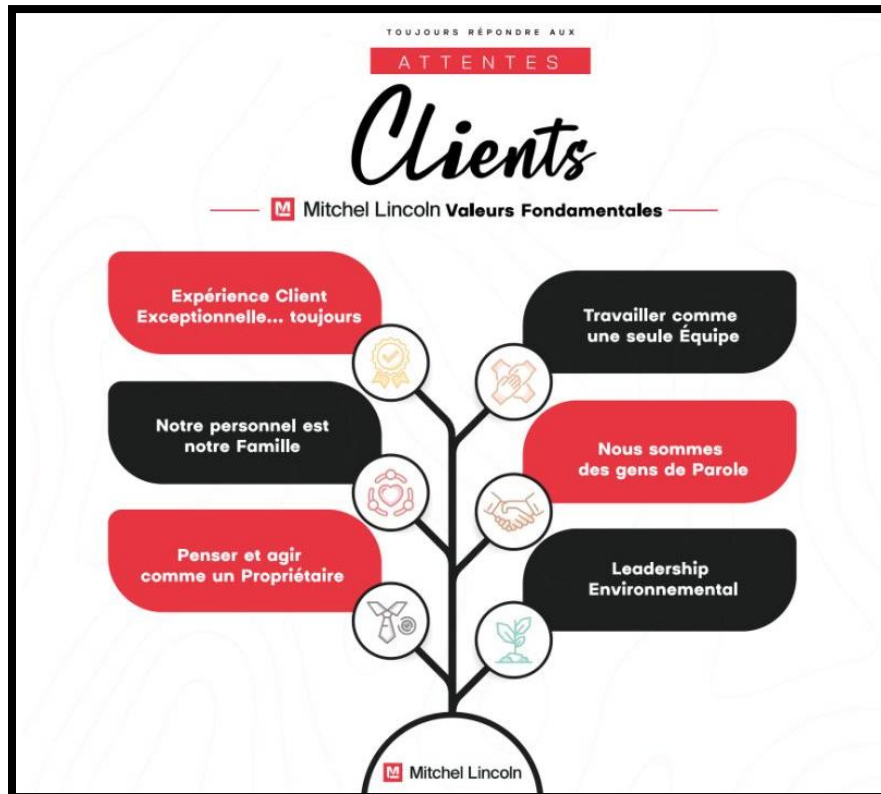 TOUJOURS RÉPONDRE AUX
ATTENTES
Clients
Mitchel Lincoln Valeurs Fondamentales
Expérience Client
Exceptionnelle... toujours
Travailler comme
une seule Équipe
Notre personnel est
notre Famille
Nous sommes
des gens de Parole
Penser et agir
comme un Propriétaire
Leadership
Environnemental
Mitchel Lincoln